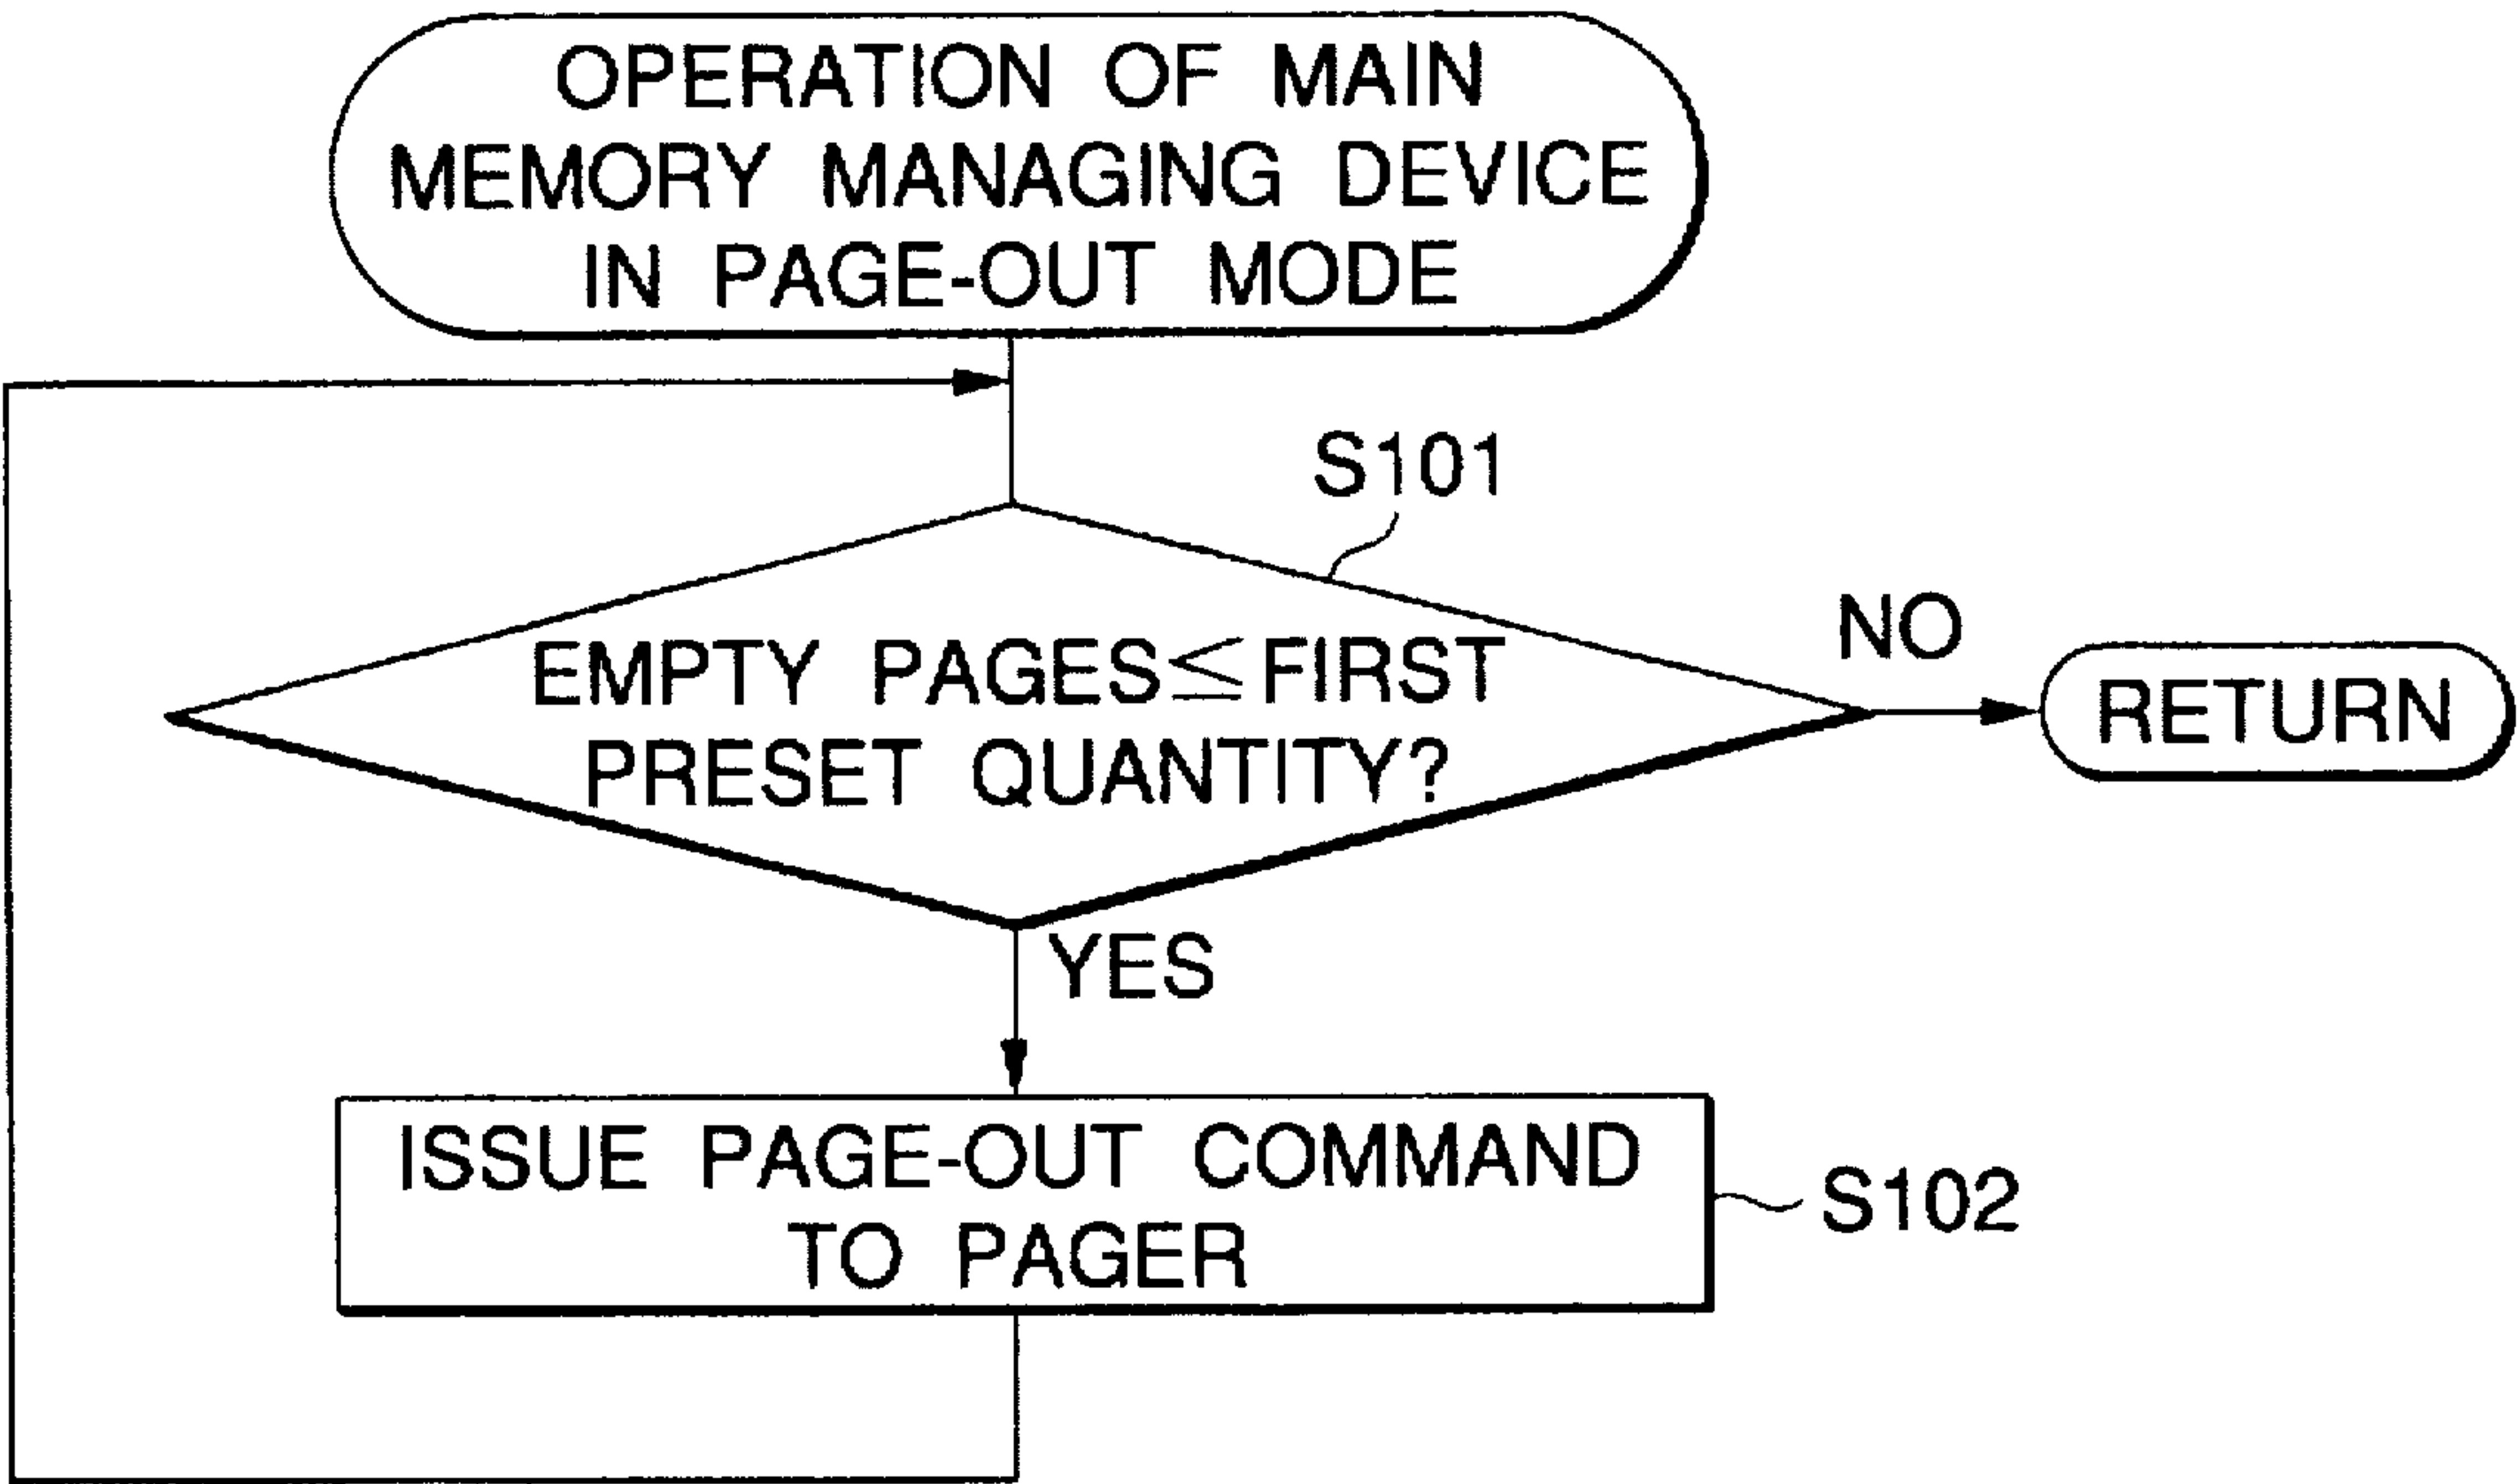 OPERATION OF MAIN
MEMORY MANAGING DEVICE
IN PAGE-OUT MODE
S101
EMPTY PAGES≦FIRST
PRESET QUANTITY?
NO
RETURN
YES
ISSUE PAGE-OUT COMMAND
TO PAGER
S102